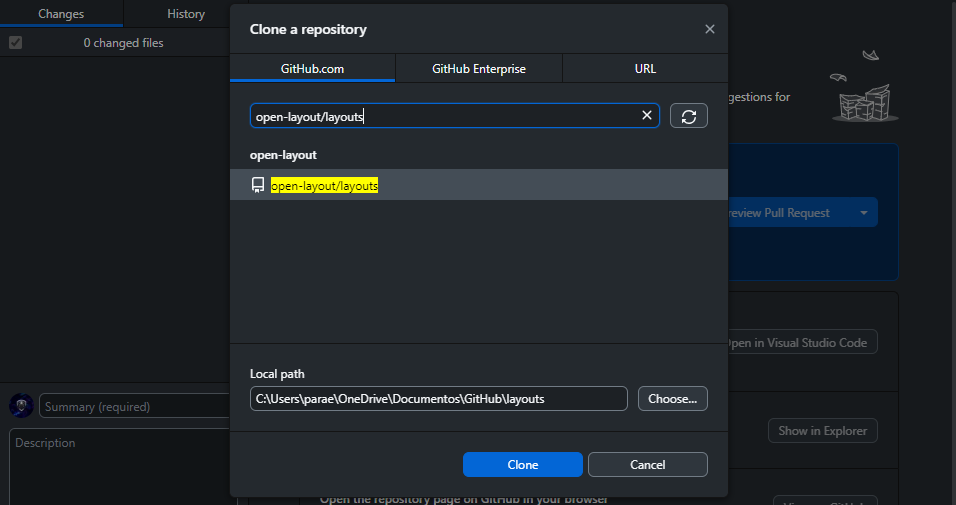 Changes
History
0 changed files
Summary (required)
Description
Clone a repository
GitHub.com
GitHub Enterprise
URL
open-layout/layouts
open-layout
open-layout/layouts
Local path
C:\Users\parae\OneDrive\Documentos\GitHub\layouts
Choose...
Clone
Cancel
gestions for
review Pull Request
Open in Visual Studio Code
Show in Explorer
Open the repository page on GitHub in your browser